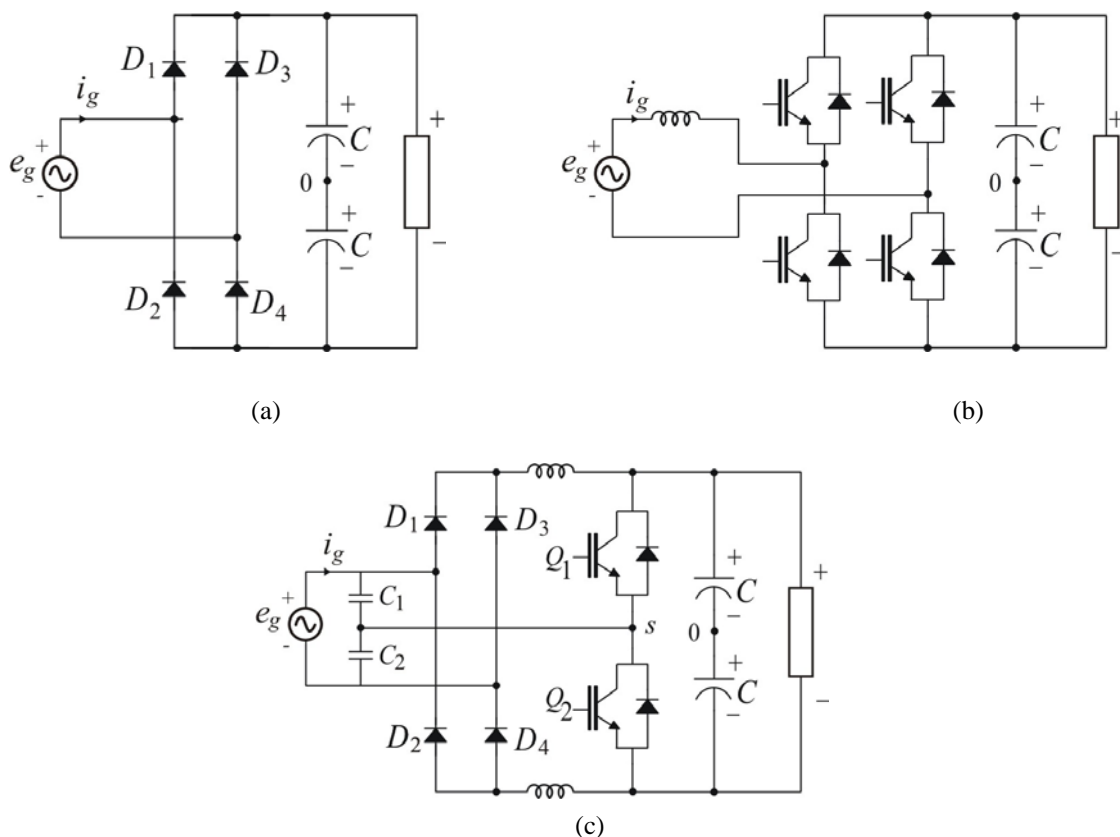 D1 D3
ig
eg + -
+ C -
0
+ C -
+ -
D2 D4
(a)
ig
eg + -
+ C -
0
+ C -
+ -
(b)
D1 D3
ig
eg + -
C1
C2
Q1
s
Q2
+ C -
0
+ C -
+ -
D2 D4
(c)